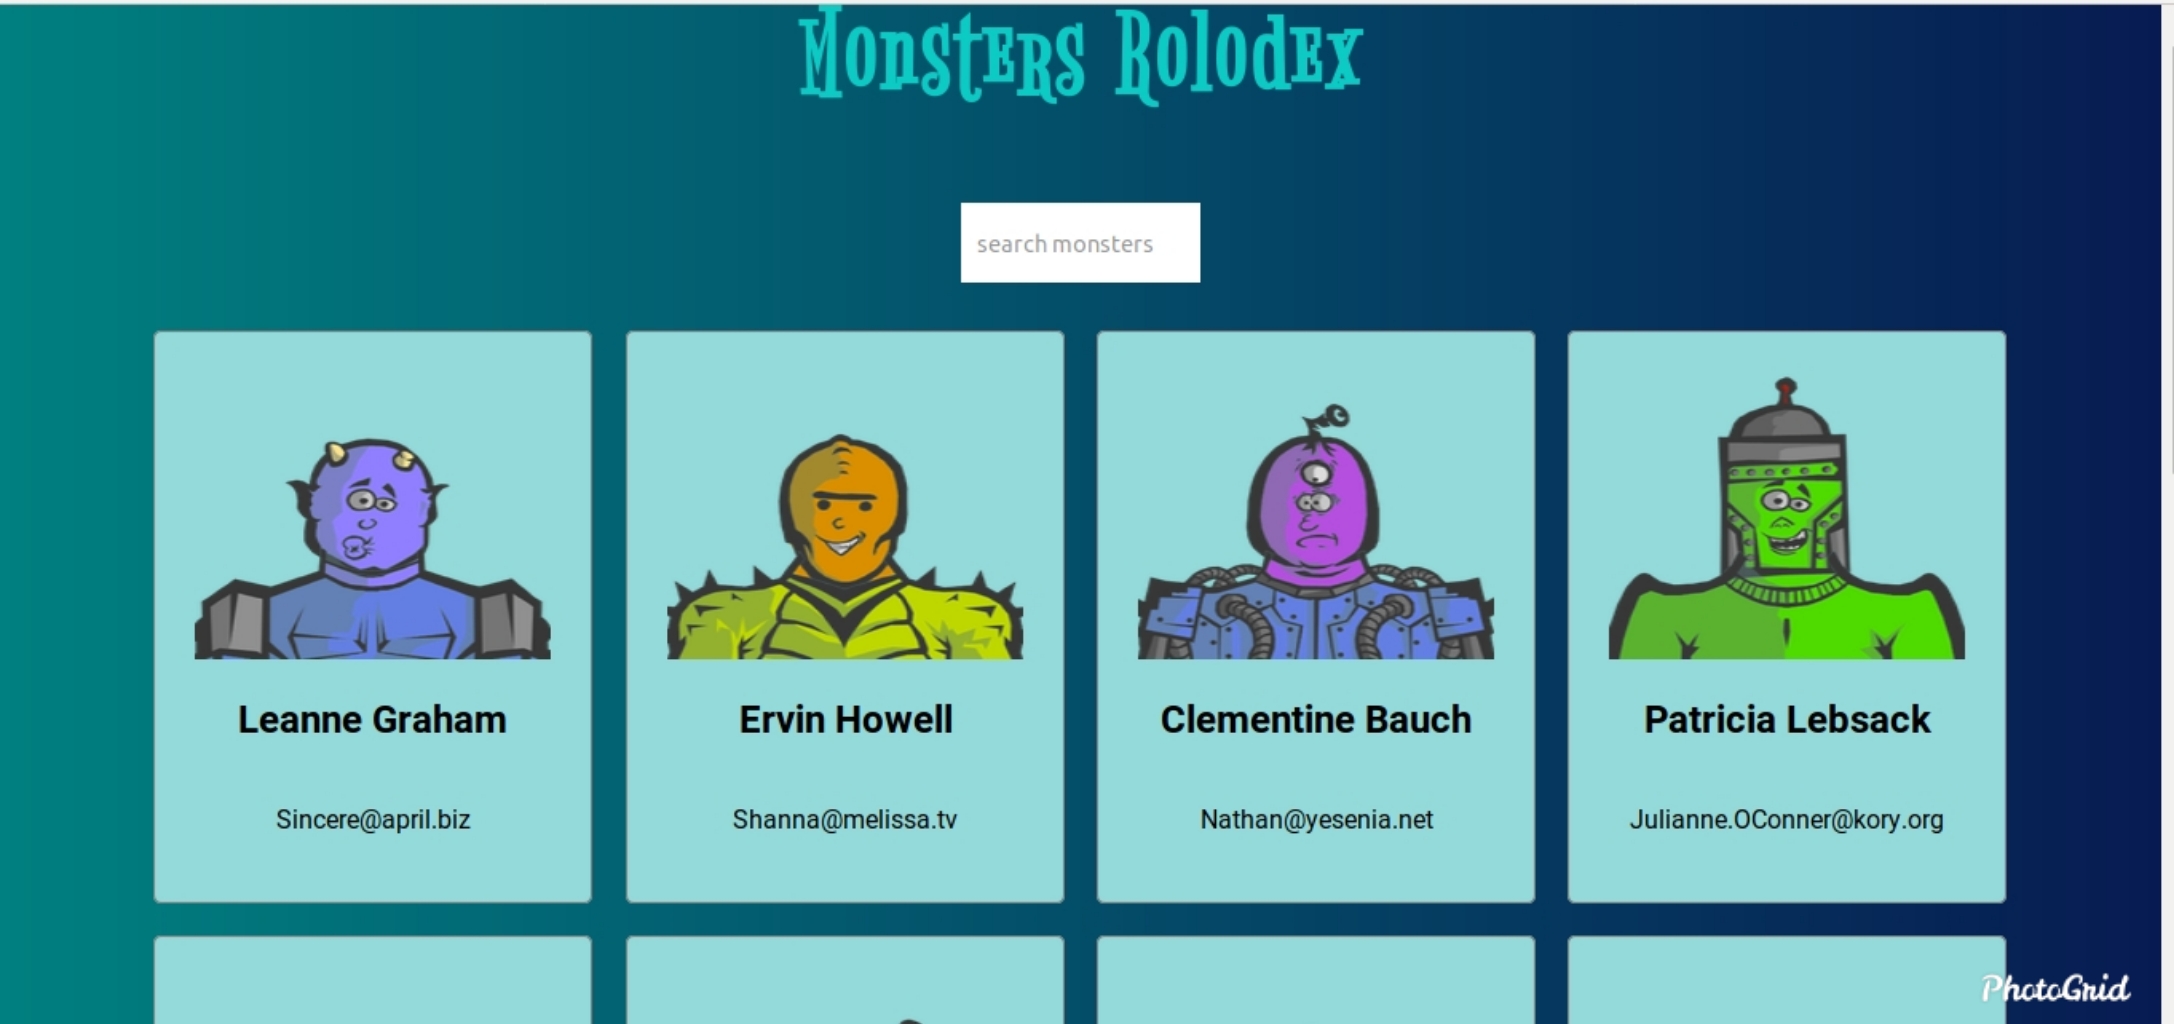 Monsters Rolodex
search monsters
Leanne Graham
Ervin Howell
Clementine Bauch
Patricia Lebsack
Sincere@april.biz
Shanna@melissa.tv
Nathan@yesenia.net
Julianne.OConner@kory.org
PhotoGrid